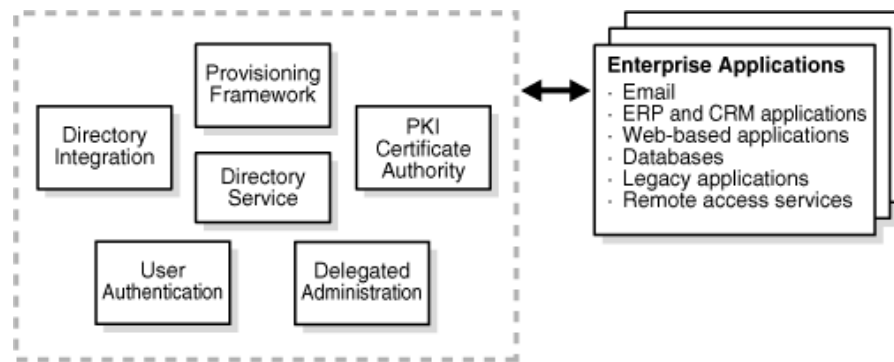 Provisioning
Framework
Directory
Integration
PKI
Certificate
Authority
Directory
Service
User
Authentication
Delegated
Administration
Enterprise Applications
· Email
· ERP and CRM applications
· Web-based applications
· Databases
· Legacy applications
· Remote access services